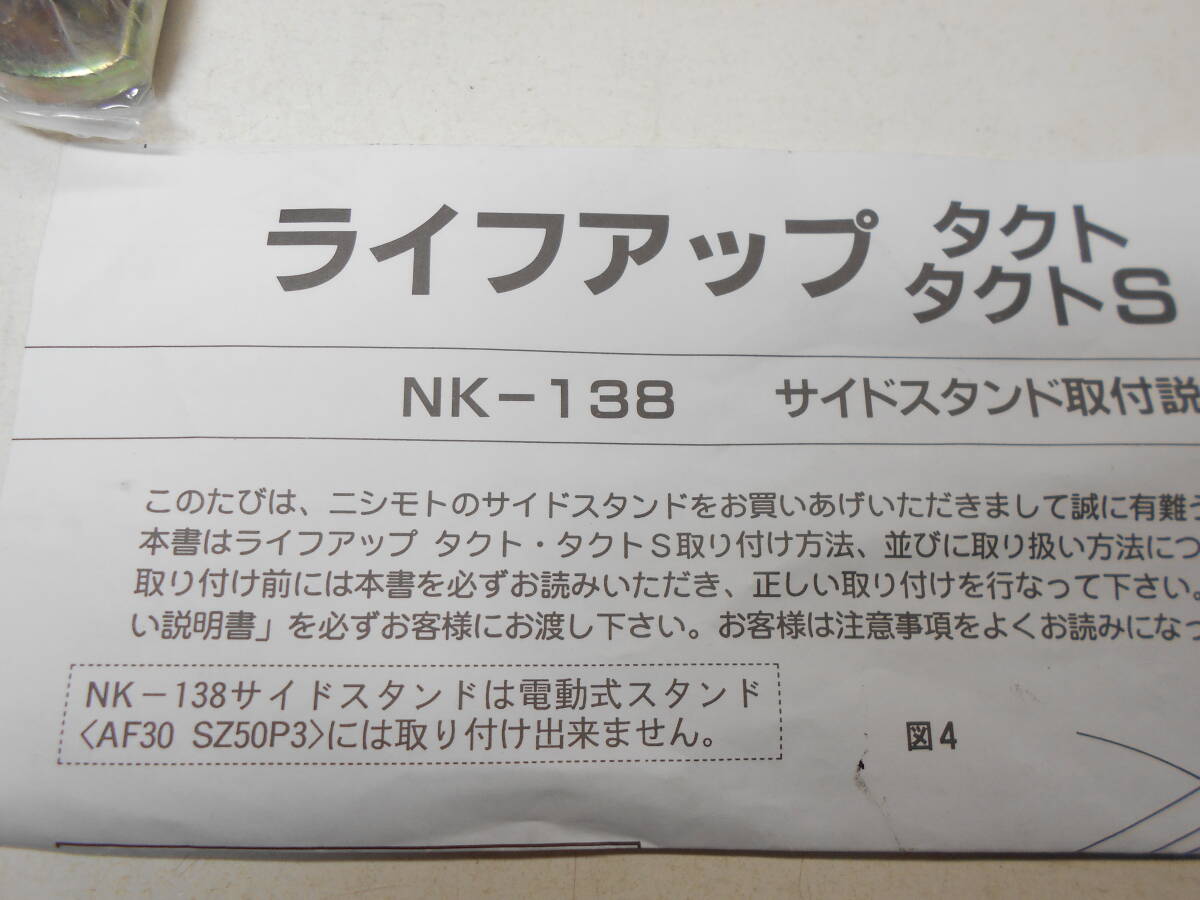 ライフアップ タクト
タクトS
NK-138 サイドスタンド取付説
このたびは、ニシモトのサイドスタンドをお買いあげいただきまして誠に有難っ
本書はライフアップ タクト・タクトS取り付け方法、並びに取り扱い方法につ
取り付け前には本書を必ずお読みいただき、正しい取り付けを行なって下さい。
い説明書」を必ずお客様にお渡し下さい。お客様は注意事項をよくお読みになっ
NK-138サイドスタンドは電動式スタンド
<AF30 SZ50P3>には取り付け出来ません。
図4